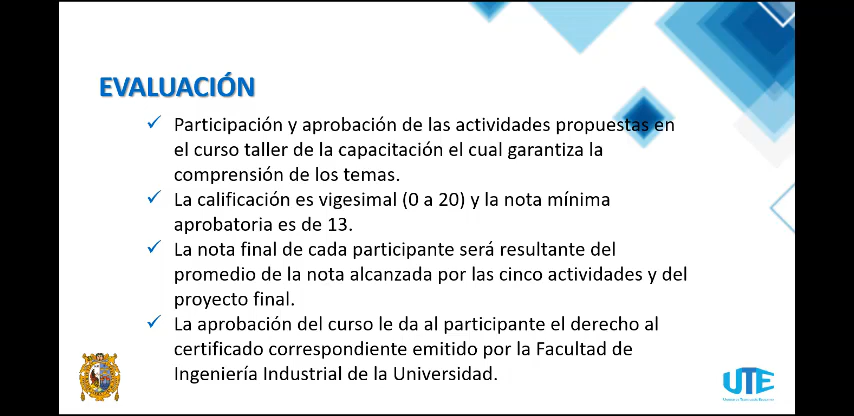 EVALUACIÓN
✓ Participación y aprobación de las actividades propuestas en
el curso taller de la capacitación el cual garantiza la
comprensión de los temas.
✓ La calificación es vigesimal (0 a 20) y la nota mínima
aprobatoria es de 13.
✓ La nota final de cada participante será resultante del
promedio de la nota alcanzada por las cinco actividades y del
proyecto final.
✓ La aprobación del curso le da al participante el derecho al
certificado correspondiente emitido por la Facultad de
Ingeniería Industrial de la Universidad.
UTE